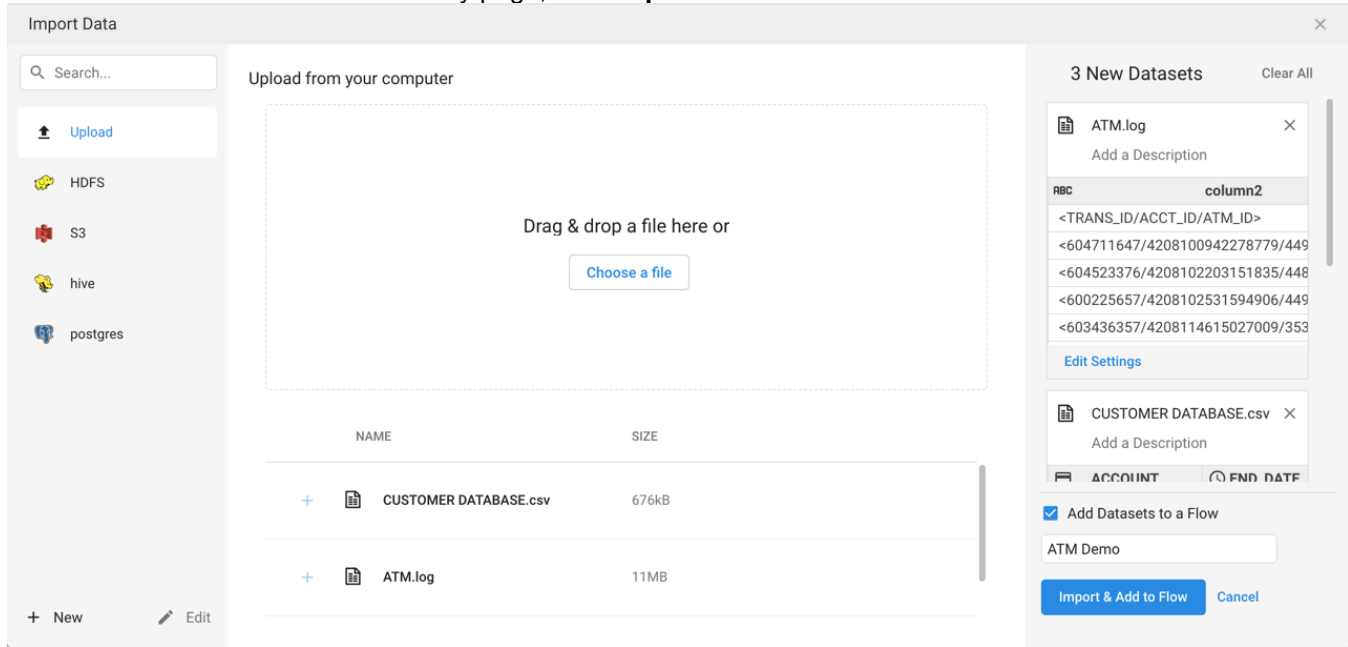 Import Data
Search...
Upload
HDFS
S3
hive
postgres
+ New
Edit
Upload from your computer
Drag & drop a file here or
Choose a file
NAME SIZE
+ CUSTOMER DATABASE.csv 676kB
+ ATM.log 11MB
3 New Datasets Clear All
ATM.log
Add a Description
ABC column2
<TRANS_ID/ACCT_ID/ATM_ID>
<604711647/4208100942278779/449
<604523376/4208102203151835/448
<600225657/4208102531594906/449
<603436357/4208114615027009/353
Edit Settings
CUSTOMER DATABASE.csv
Add a Description
ACCOUNT END DATE
Add Datasets to a Flow
ATM Demo
Import & Add to Flow Cancel